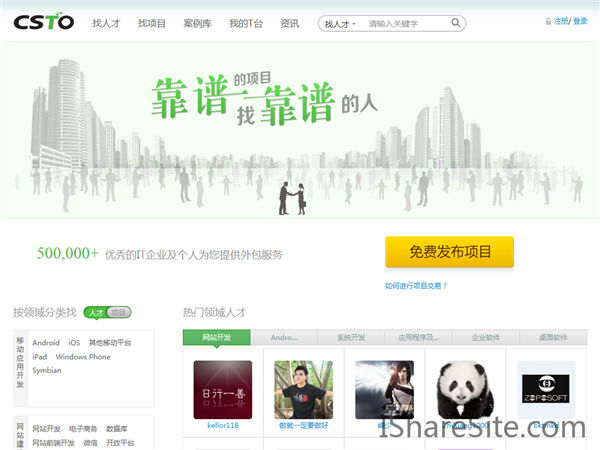 CSTO 找人才 找项目 案例库 我的T台 资讯 找人才 请输入关键字 注册/ 登录
靠谱的项目
找靠谱的人
500,000+ 优秀的IT企业及个人为您提供外包服务
免费发布项目
如何进行项目交易？
按领域分类找 人才 项目
热门领域人才
网站开发 Andro... 系统开发 应用程序及... 企业软件 桌面软件
移动应用开发
Android iOS 其他移动平台
iPad Windows Phone
Symbian
日行一善
ZOPOSOFT
kellor118 做就一定要做好
网站建
网站开发 电子商务 数据库
网站前端开发 微信 开放平台
iSharesite.com